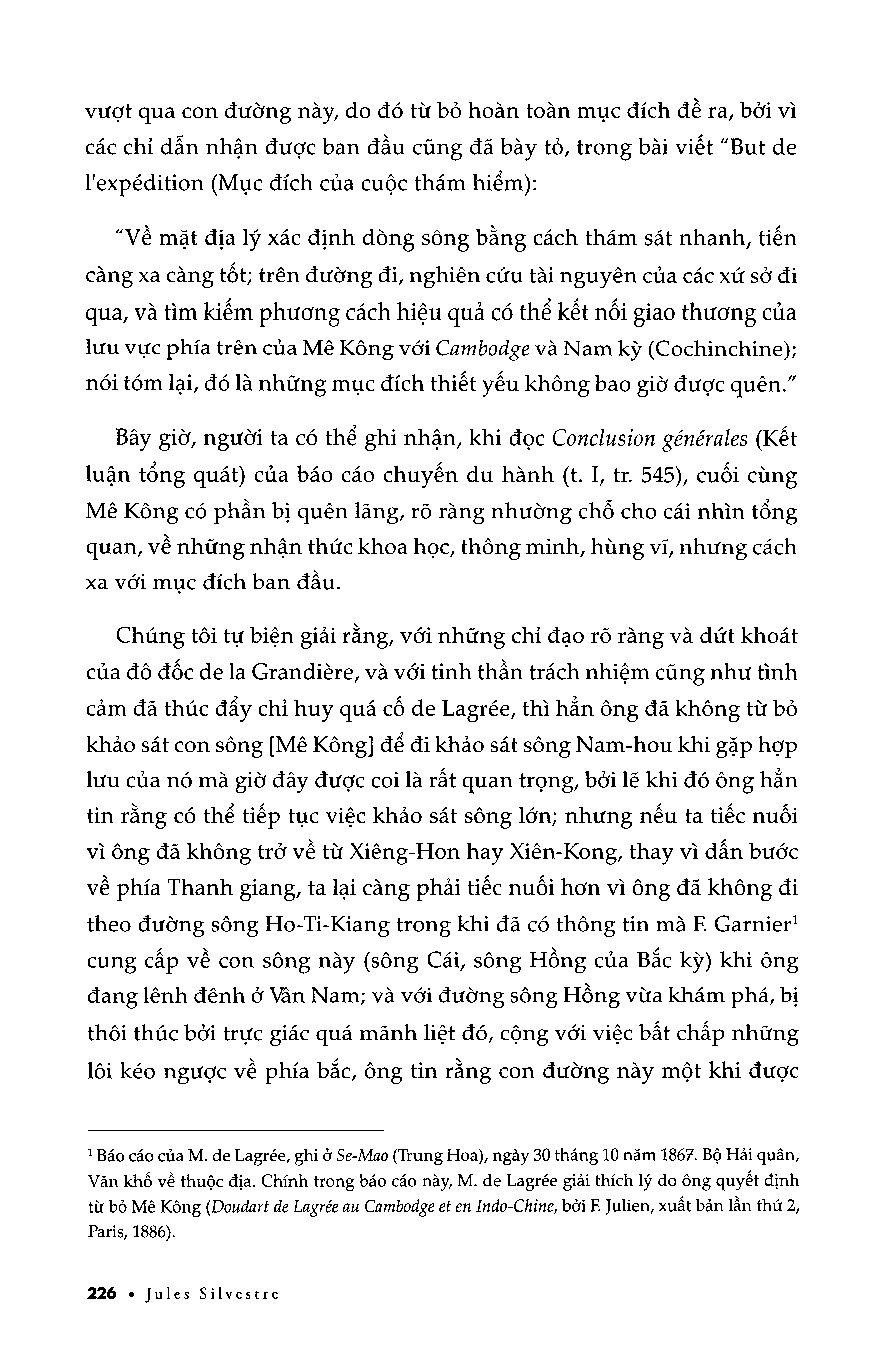 vượt qua con đường này, do đó từ bỏ hoàn toàn mục đích đề ra, bởi vì
các chỉ dẫn nhận được ban đầu cũng đã bày tỏ, trong bài viết “But de
l'expédition (Mục đích của cuộc thám hiểm):
“Về mặt địa lý xác định dòng sông bằng cách thám sát nhanh, tiến
càng xa càng tốt; trên đường đi, nghiên cứu tài nguyên của các xứ sở đi
qua, và tìm kiếm phương cách hiệu quả có thể kết nối giao thương của
lưu vực phía trên của Mê Kông với Cambodge và Nam kỳ (Cochinchine);
nói tóm lại, đó là những mục đích thiết yếu không bao giờ được quên.”
Bây giờ, người ta có thể ghi nhận, khi đọc Conclusion générales (Kết
luận tổng quát) của báo cáo chuyến du hành (t. I, tr. 545), cuối cùng
Mê Kông có phần bị quên lãng, rõ ràng nhường chỗ cho cái nhìn tổng
quan, về những nhận thức khoa học, thông minh, hùng vĩ, nhưng cách
xa với mục đích ban đầu.
Chúng tôi tự biện giải rằng, với những chỉ đạo rõ ràng và dứt khoát
của đô đốc de la Grandière, và với tinh thần trách nhiệm cũng như tình
cảm đã thúc đẩy chỉ huy quá cố de Lagrée, thì hẳn ông đã không từ bỏ
khảo sát con sông [Mê Kông] để đi khảo sát sông Nam-hou khi gặp hợp
lưu của nó mà giờ đây được coi là rất quan trọng, bởi lẽ khi đó ông hẳn
tin rằng có thể tiếp tục việc khảo sát sông lớn; nhưng nếu ta tiếc nuối
vì ông đã không trở về từ Xiêng-Hon hay Xiên-Kong, thay vì dấn bước
về phía Thanh giang, ta lại càng phải tiếc nuối hơn vì ông đã không đi
theo đường sông Ho-Ti-Kiang trong khi đã có thông tin mà F. Garnier¹
cung cấp về con sông này (sông Cái, sông Hồng của Bắc kỳ) khi ông
đang lênh đênh ở Vân Nam; và với đường sông Hồng vừa khám phá, bị
thôi thúc bởi trực giác quá mãnh liệt đó, cộng với việc bất chấp những
lôi kéo ngược về phía bắc, ông tin rằng con đường này một khi được
¹ Báo cáo của M. de Lagrée, ghi ở Se-Mao (Trung Hoa), ngày 30 tháng 10 năm 1867. Bộ Hải quân,
Văn khố về thuộc địa. Chính trong báo cáo này, M. de Lagrée giải thích lý do ông quyết định
từ bỏ Mê Kông (Doudart de Lagrée au Cambodge et en Indo-Chine, bởi F. Julien, xuất bản lần thứ 2,
Paris, 1886).
226 • Jules Silvestre